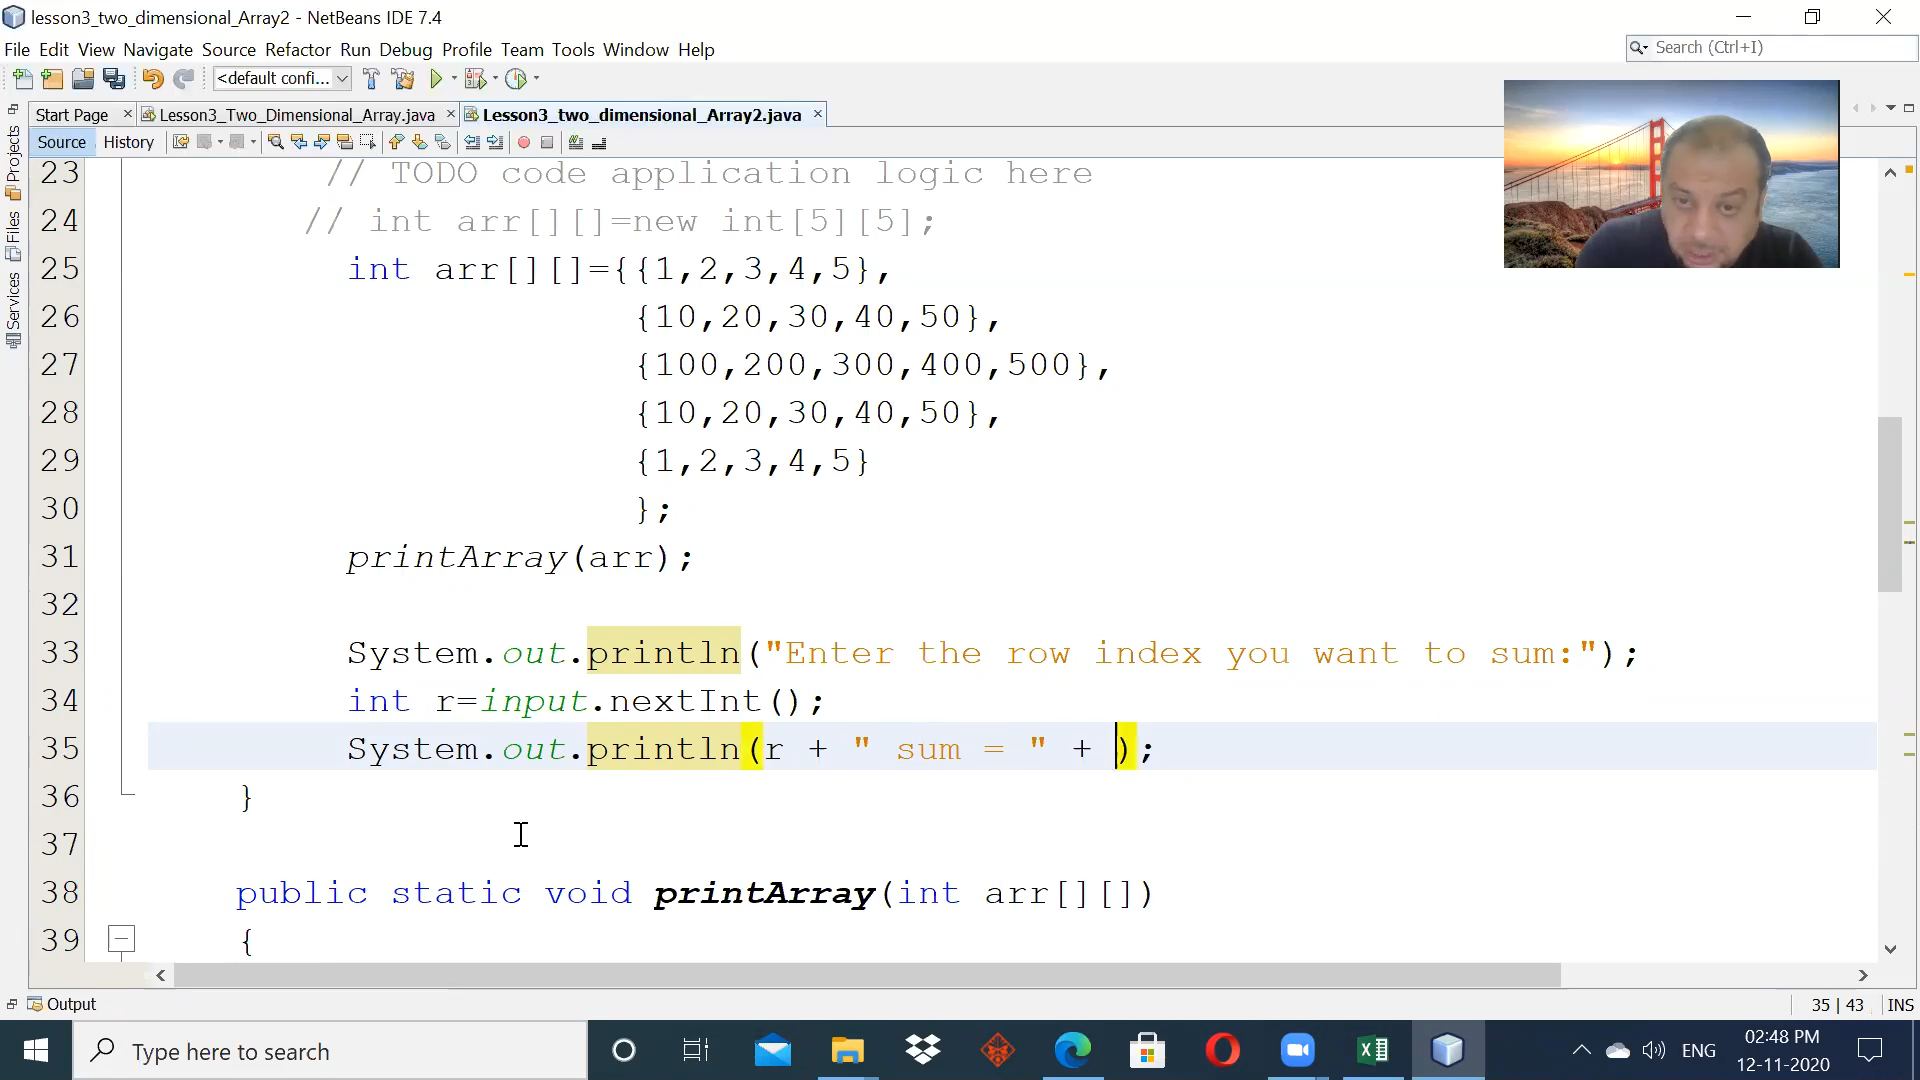 lesson3_two_dimensional_Array2 - NetBeans IDE 7.4
File Edit View Navigate Source Refactor Run Debug Profile Team Tools Window Help
Search (Ctrl+I)
<default confi...
Start Page
Lesson3_Two_Dimensional_Array.java
Lesson3_two_dimensional_Array2.java
Source History
Projects
Files
Services
23 // TODO code application logic here
24 // int arr[][]=new int[5][5];
25 int arr[][]={{1,2,3,4,5},
26 {10,20,30,40,50},
27 {100,200,300,400,500},
28 {10,20,30,40,50},
29 {1,2,3,4,5}
30 };
31 printArray(arr);
32
33 System.out.println("Enter the row index you want to sum:");
34 int r=input.nextInt();
35 System.out.println(r + " sum = " + );
36 }
37
38 public static void printArray(int arr[][])
39 {
Output
35 | 43 INS
Type here to search
ENG
02:48 PM
12-11-2020